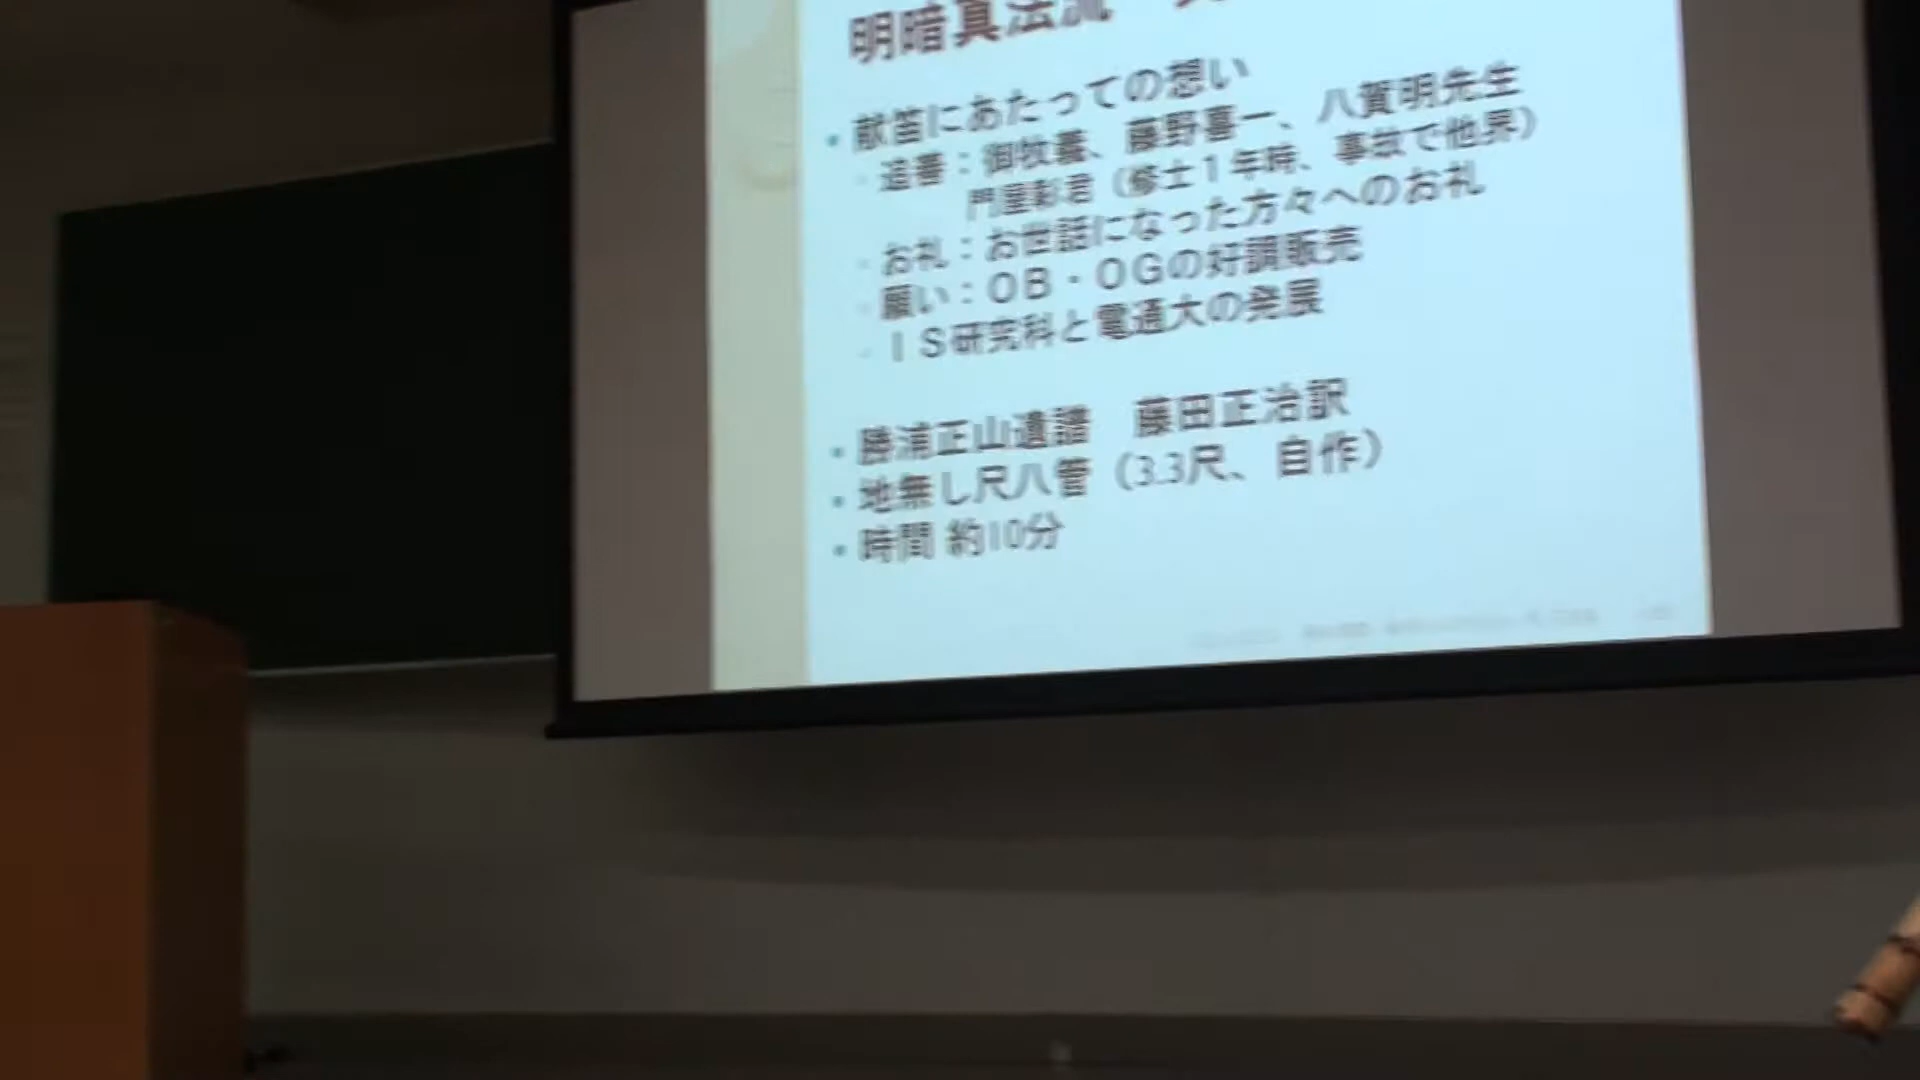 明暗真法流
• 献笛にあたっての想い
追善：御牧義、藤野喜一、八賀明先生
門屋彰君（修士１年時、事故で他界）
お礼：お世話になった方々へのお礼
願い：ＯＢ・ＯＧの好調販売
ＩＳ研究科と電通大の発展
• 勝浦正山遺譜　藤田正治訳
• 地無し尺八管（3.3尺、自作）
• 時間 約10分